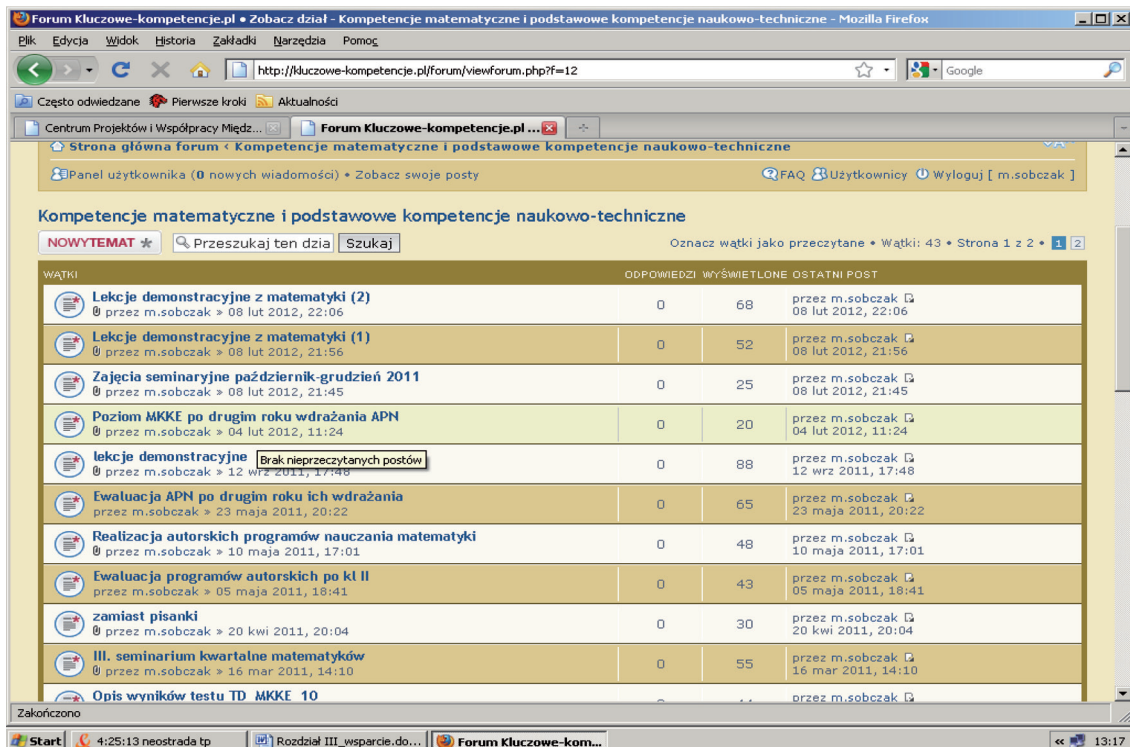 Forum Kluczowe-kompetencje.pl • Zobacz dział - Kompetencje matematyczne i podstawowe kompetencje naukowo-techniczne - Mozilla Firefox
Plik Edycja Widok Historia Zakładki Narzędzia Pomoc
http://kluczowe-kompetencje.pl/forum/viewforum.php?f=12 Google
Często odwiedzane Pierwsze kroki Aktualności
Centrum Projektów i Współpracy Międz... Forum Kluczowe-kompetencje.pl ...
Strona główna forum ‹ Kompetencje matematyczne i podstawowe kompetencje naukowo-techniczne
Panel użytkownika (0 nowych wiadomości) • Zobacz swoje posty FAQ Użytkownicy Wyloguj [ m.sobczak ]
Kompetencje matematyczne i podstawowe kompetencje naukowo-techniczne
NOWYTEMAT Przeszukaj ten dzia Szukaj Oznacz wątki jako przeczytane • Wątki: 43 • Strona 1 z 2 • 1 2
WĄTKI ODPOWIEDZI WYŚWIETLONE OSTATNI POST
Lekcje demonstracyjne z matematyki (2)
przez m.sobczak » 08 lut 2012, 22:06
0 68
przez m.sobczak
08 lut 2012, 22:06
Lekcje demonstracyjne z matematyki (1)
przez m.sobczak » 08 lut 2012, 21:56
0 52
przez m.sobczak
08 lut 2012, 21:56
Zajęcia seminaryjne październik-grudzień 2011
przez m.sobczak » 08 lut 2012, 21:45
0 25
przez m.sobczak
08 lut 2012, 21:45
Poziom MKKE po drugim roku wdrażania APN
przez m.sobczak » 04 lut 2012, 11:24
0 20
przez m.sobczak
04 lut 2012, 11:24
lekcje demonstracyjne
Brak nieprzeczytanych postów
przez m.sobczak » 12 wrz 2011, 17:48
0 88
przez m.sobczak
12 wrz 2011, 17:48
Ewaluacja APN po drugim roku ich wdrażania
przez m.sobczak » 23 maja 2011, 20:22
0 65
przez m.sobczak
23 maja 2011, 20:22
Realizacja autorskich programów nauczania matematyki
przez m.sobczak » 10 maja 2011, 17:01
0 48
przez m.sobczak
10 maja 2011, 17:01
Ewaluacja programów autorskich po kl II
przez m.sobczak » 05 maja 2011, 18:41
0 43
przez m.sobczak
05 maja 2011, 18:41
zamiast pisanki
przez m.sobczak » 20 kwi 2011, 20:04
0 30
przez m.sobczak
20 kwi 2011, 20:04
III. seminarium kwartalne matematyków
przez m.sobczak » 16 mar 2011, 14:10
0 55
przez m.sobczak
16 mar 2011, 14:10
Opis wyników testu TD_MKKE_10
przez m.sobczak
Zakończono
Start 4:25:13 neostrada tp Rozdział III_wsparcie.do... Forum Kluczowe-kom... « 13:17